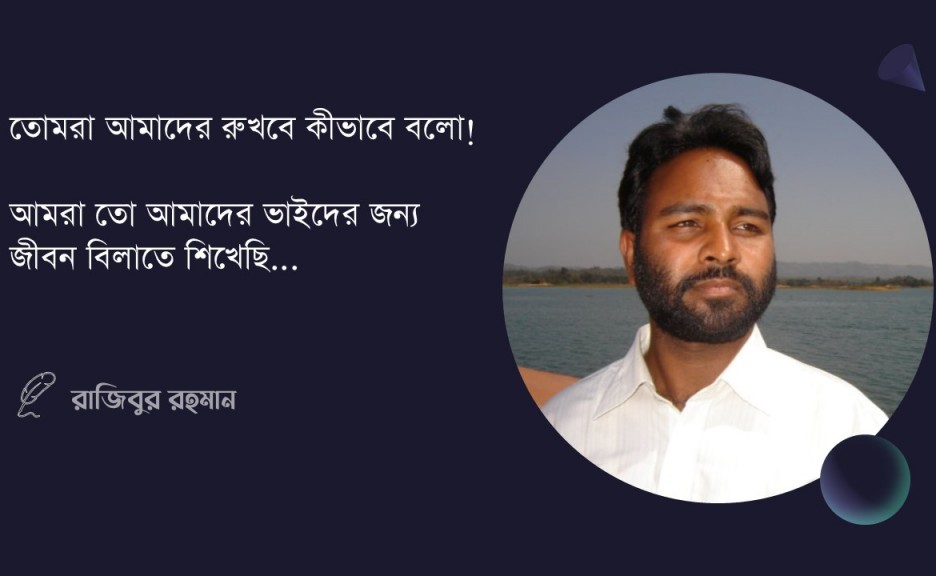 তোমরা আমাদের রুখবে কীভাবে বলো!
আমরা তো আমাদের ভাইদের জন্য
জীবন বিলাতে শিখেছি...
রাজিবুর রহমান